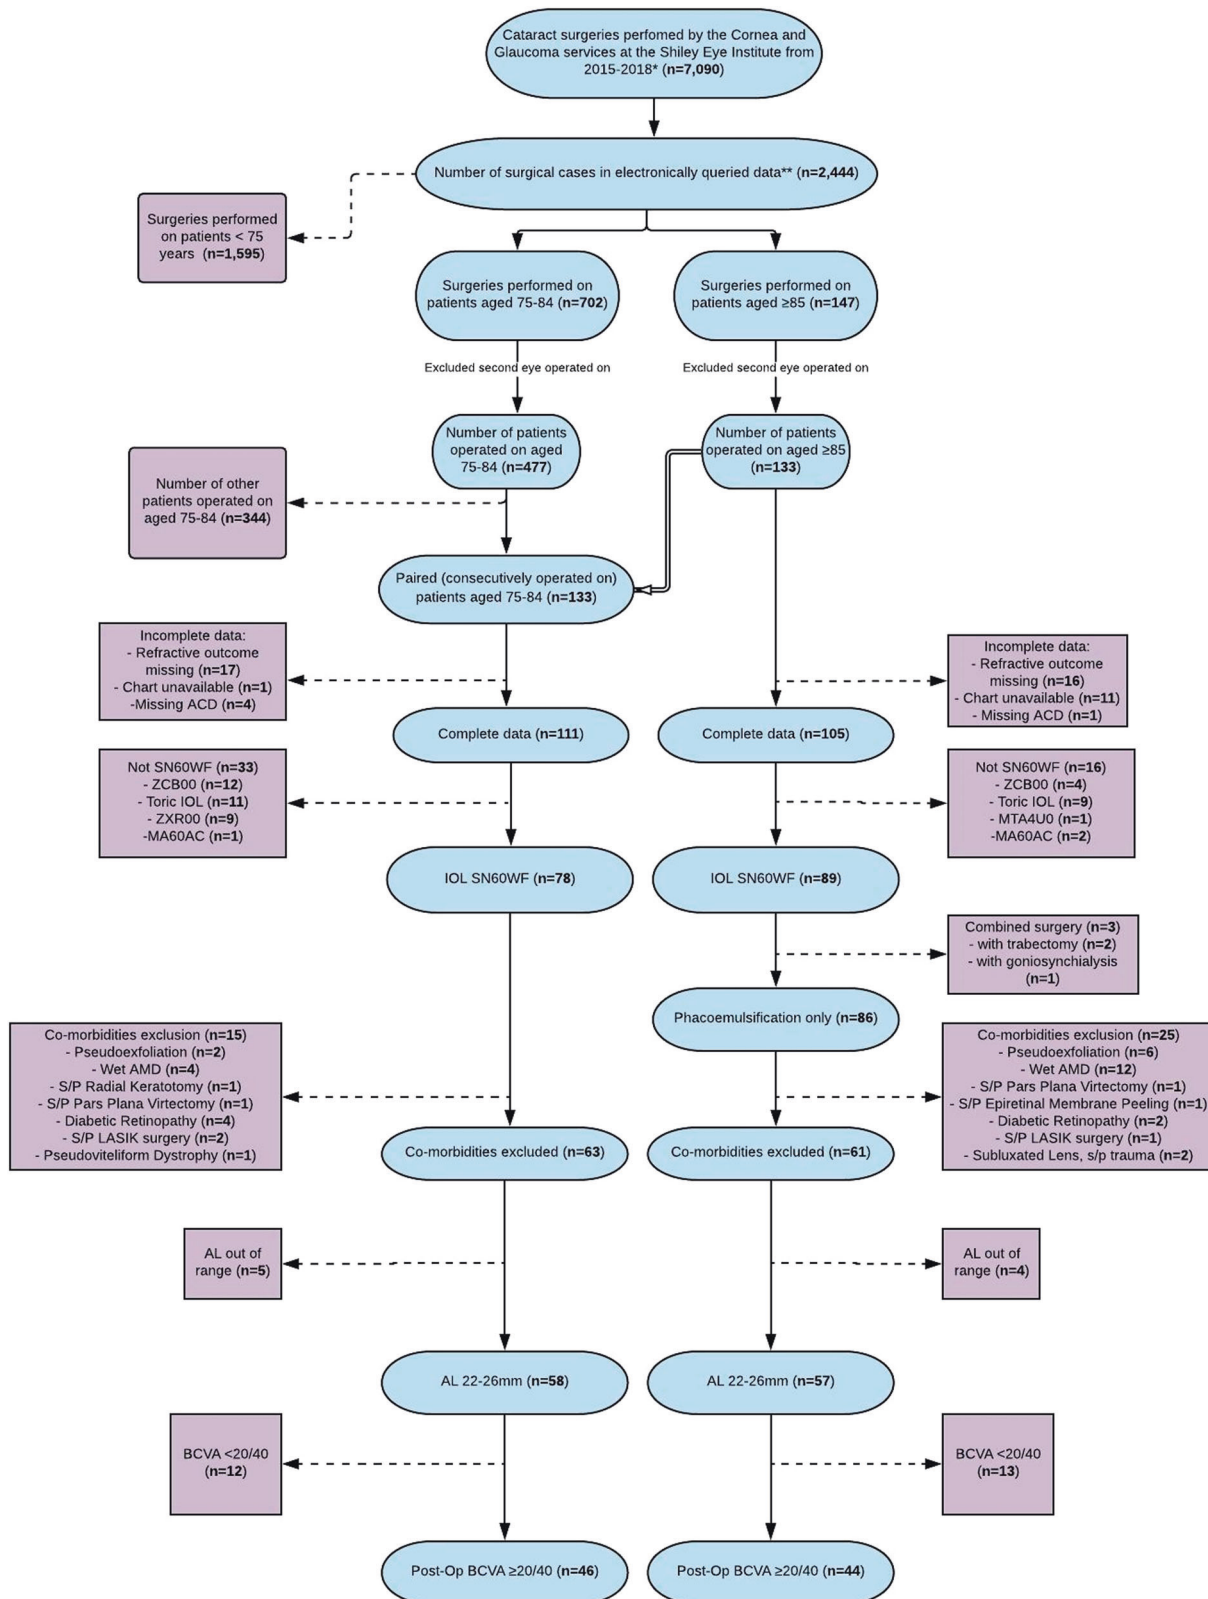 Cataract surgeries perfomed by the Cornea and
Glaucoma services at the Shiley Eye Institute from
2015-2018* (n=7,090)
Number of surgical cases in electronically queried data** (n=2,444)
Surgeries performed
on patients < 75
years (n=1,595)
Surgeries performed on
patients aged 75-84 (n=702)
Surgeries performed on
patients aged ≥85 (n=147)
Excluded second eye operated on
Excluded second eye operated on
Number of patients
operated on aged
75-84 (n=477)
Number of patients
operated on aged ≥85
(n=133)
Number of other
patients operated on
aged 75-84 (n=344)
Paired (consecutively operated on)
patients aged 75-84 (n=133)
Incomplete data:
- Refractive outcome
missing (n=17)
- Chart unavailable (n=1)
-Missing ACD (n=4)
Incomplete data:
- Refractive outcome
missing (n=16)
- Chart unavailable (n=11)
- Missing ACD (n=1)
Complete data (n=111)
Complete data (n=105)
Not SN60WF (n=33)
- ZCB00 (n=12)
- Toric IOL (n=11)
- ZXR00 (n=9)
-MA60AC (n=1)
Not SN60WF (n=16)
- ZCB00 (n=4)
- Toric IOL (n=9)
- MTA4U0 (n=1)
-MA60AC (n=2)
IOL SN60WF (n=78)
IOL SN60WF (n=89)
Combined surgery (n=3)
- with trabectomy (n=2)
- with goniosynchialysis
(n=1)
Phacoemulsification only (n=86)
Co-morbidities exclusion (n=15)
- Pseudoexfoliation (n=2)
- Wet AMD (n=4)
- S/P Radial Keratotomy (n=1)
- S/P Pars Plana Virtectomy (n=1)
- Diabetic Retinopathy (n=4)
- S/P LASIK surgery (n=2)
- Pseudoviteliform Dystrophy (n=1)
Co-morbidities exclusion (n=25)
- Pseudoexfoliation (n=6)
- Wet AMD (n=12)
- S/P Pars Plana Virtectomy (n=1)
- S/P Epiretinal Membrane Peeling (n=1)
- Diabetic Retinopathy (n=2)
- S/P LASIK surgery (n=1)
- Subluxated Lens, s/p trauma (n=2)
Co-morbidities excluded (n=63)
Co-morbidities excluded (n=61)
AL out of
range (n=5)
AL out of
range (n=4)
AL 22-26mm (n=58)
AL 22-26mm (n=57)
BCVA <20/40
(n=12)
BCVA <20/40
(n=13)
Post-Op BCVA ≥20/40 (n=46)
Post-Op BCVA ≥20/40 (n=44)